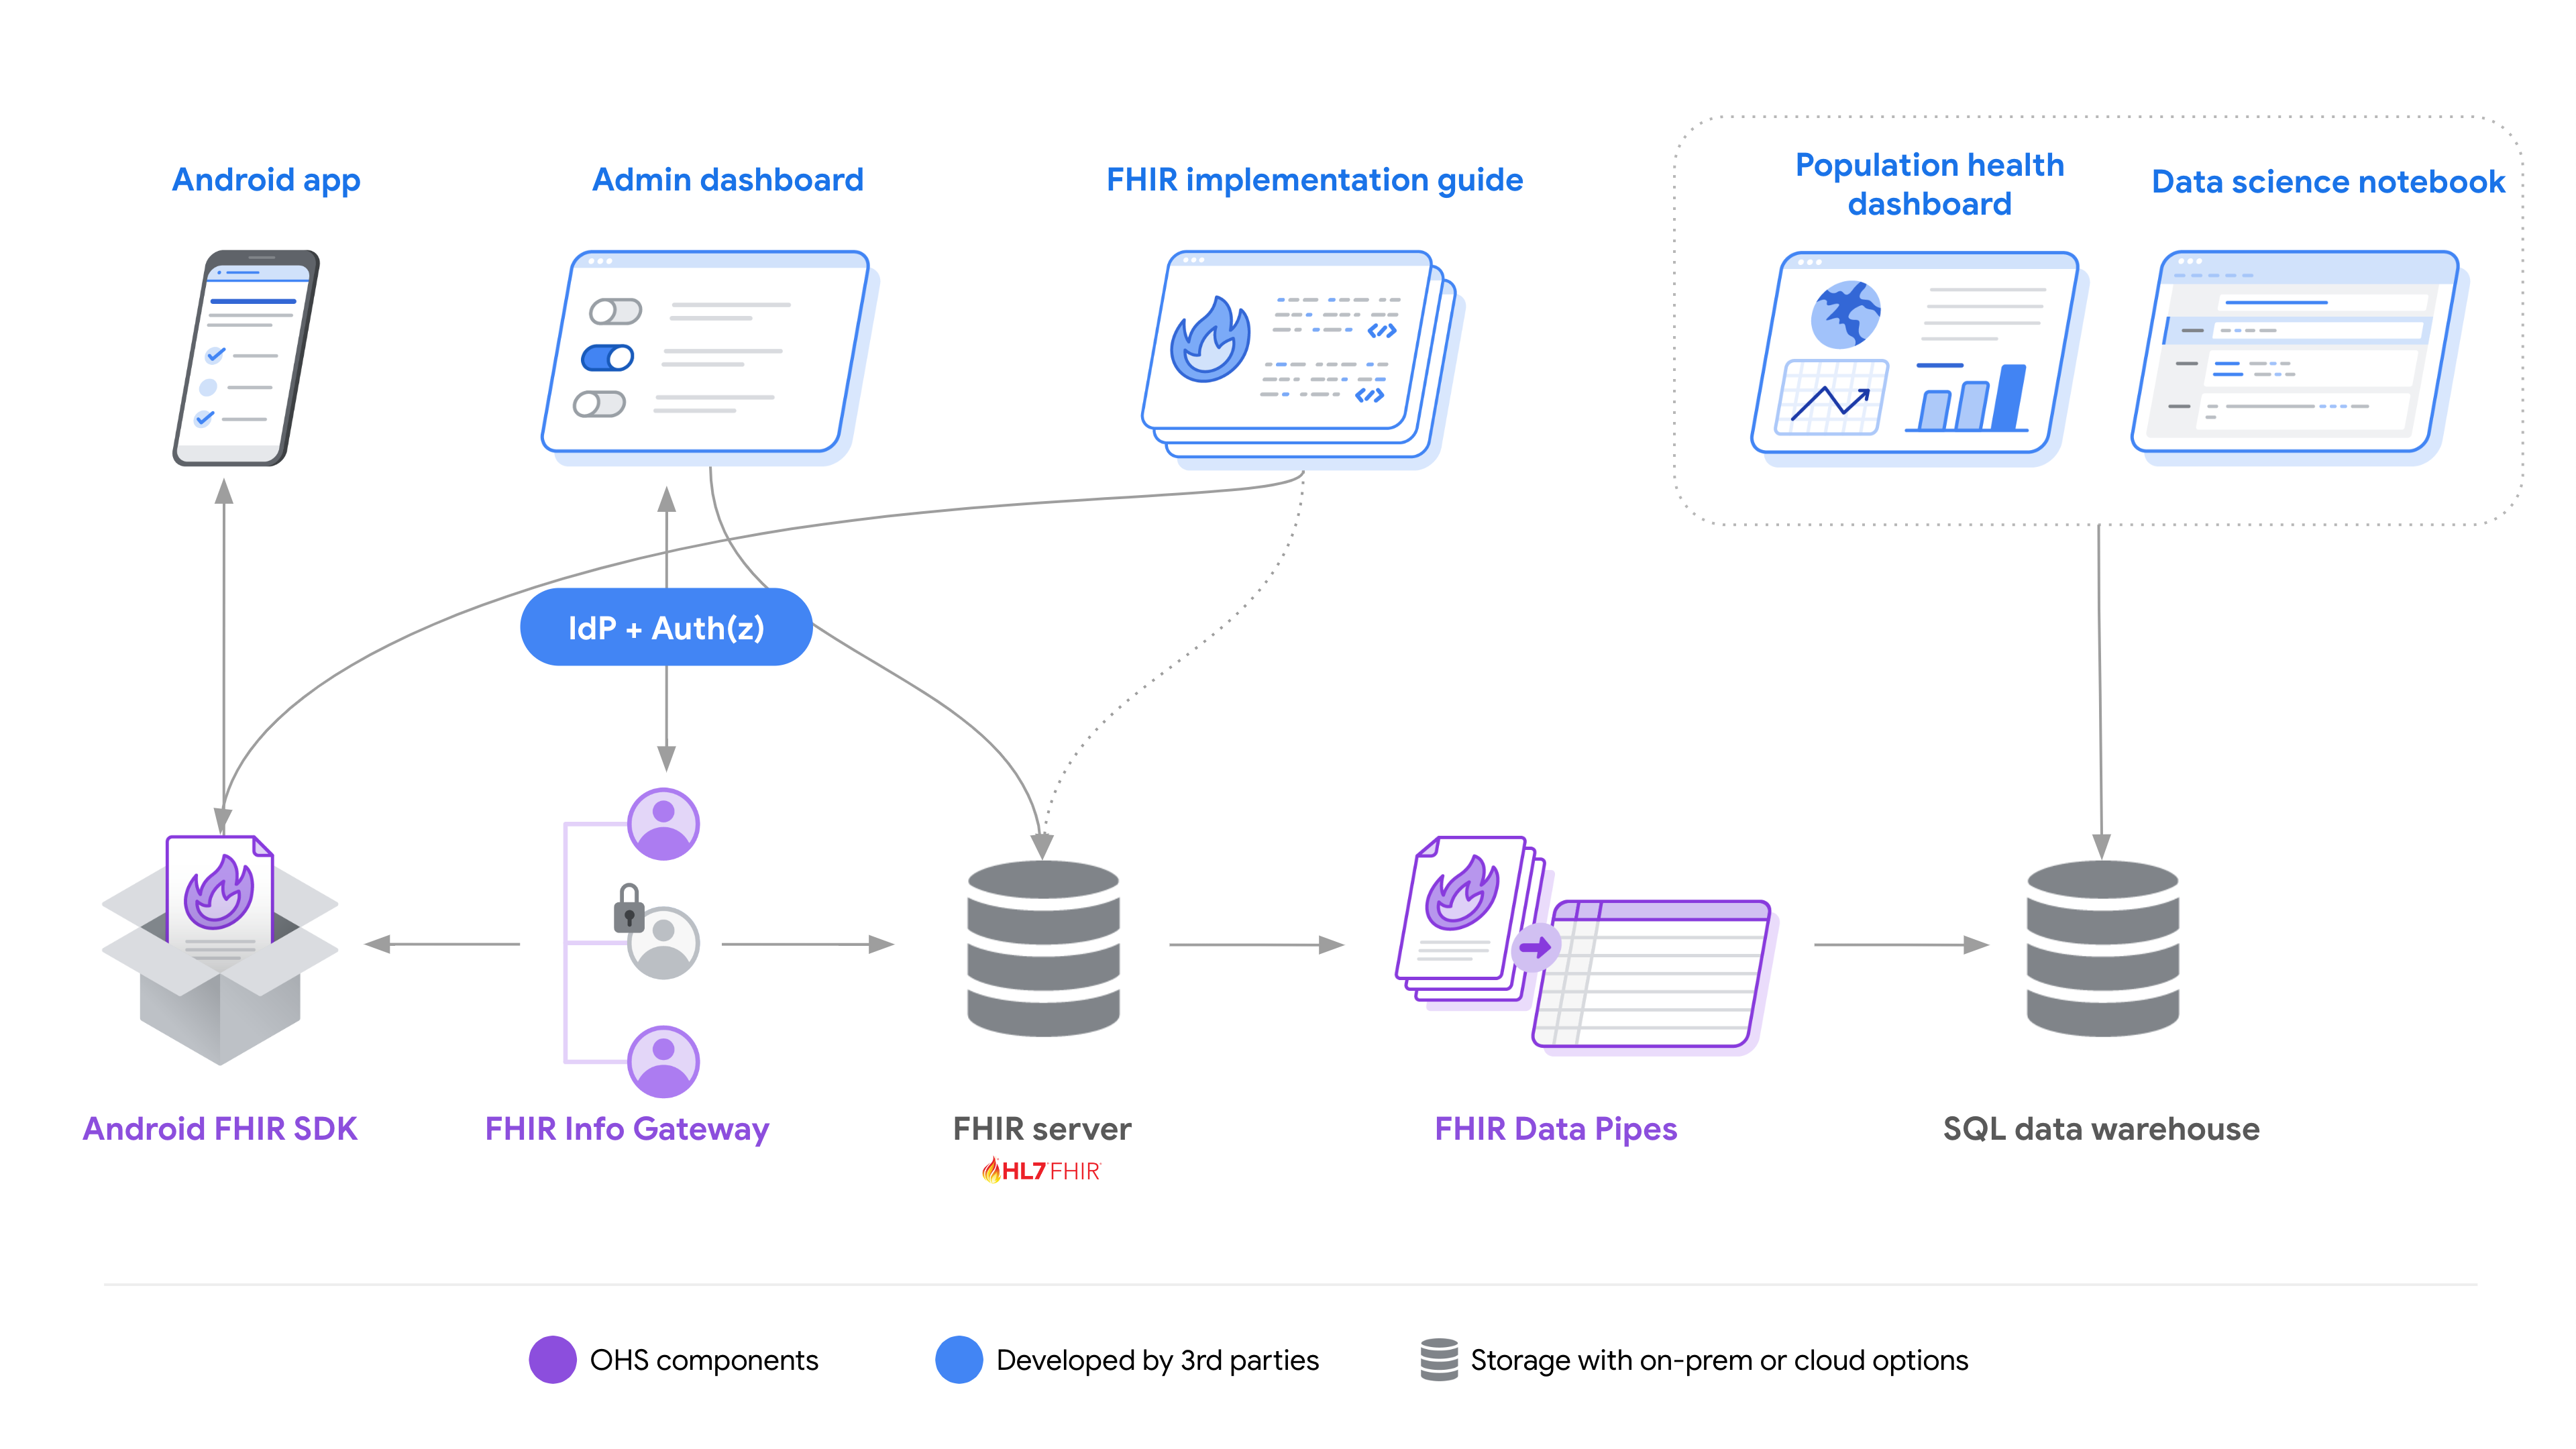 Android app
Admin dashboard
FHIR implementation guide
Population health
dashboard
Data science notebook
IdP + Auth(z)
Android FHIR SDK
FHIR Info Gateway
FHIR server
HL7 FHIR
FHIR Data Pipes
SQL data warehouse
OHS components
Developed by 3rd parties
Storage with on-prem or cloud options